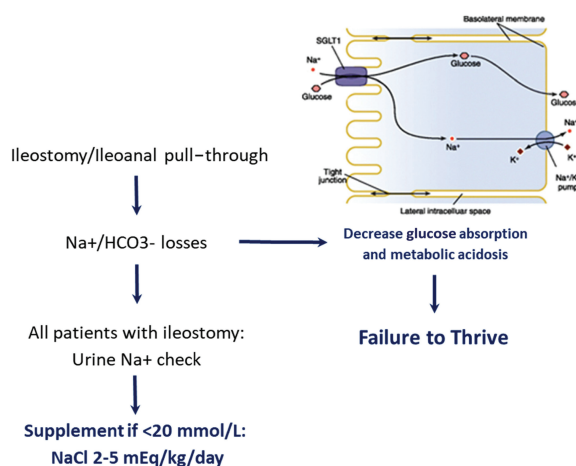 Basolateral membrane
SGLT1
Na+
Glucose
Glucose
Glucose
Na+
Na+
K+
K+
Na+/K
pump
Tight
junction
Lateral intracelluar space
Ileostomy/Ileoanal pull-through
Na+/HCO3- losses
Decrease glucose absorption
and metabolic acidosis
All patients with ileostomy:
Urine Na+ check
Failure to Thrive
Supplement if <20 mmol/L:
NaCl 2-5 mEq/kg/day